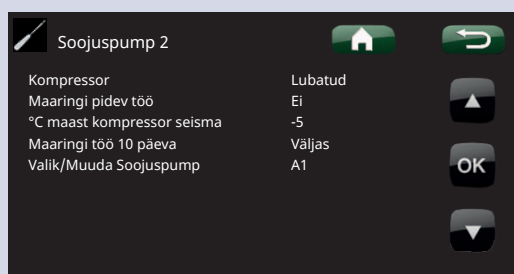 Soojuspump 2
Kompressor Lubatud
Maaringi pidev töö Ei
°C maast kompressor seisma -5
Maaringi töö 10 päeva Väljas
Valik/Muuda Soojuspump A1
OK